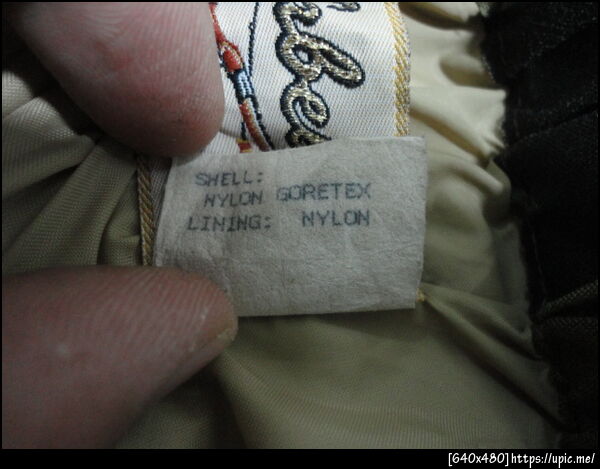 SHELL:
NYLON GORETEX
LINING: NYLON
[640x480]https://upic.me/